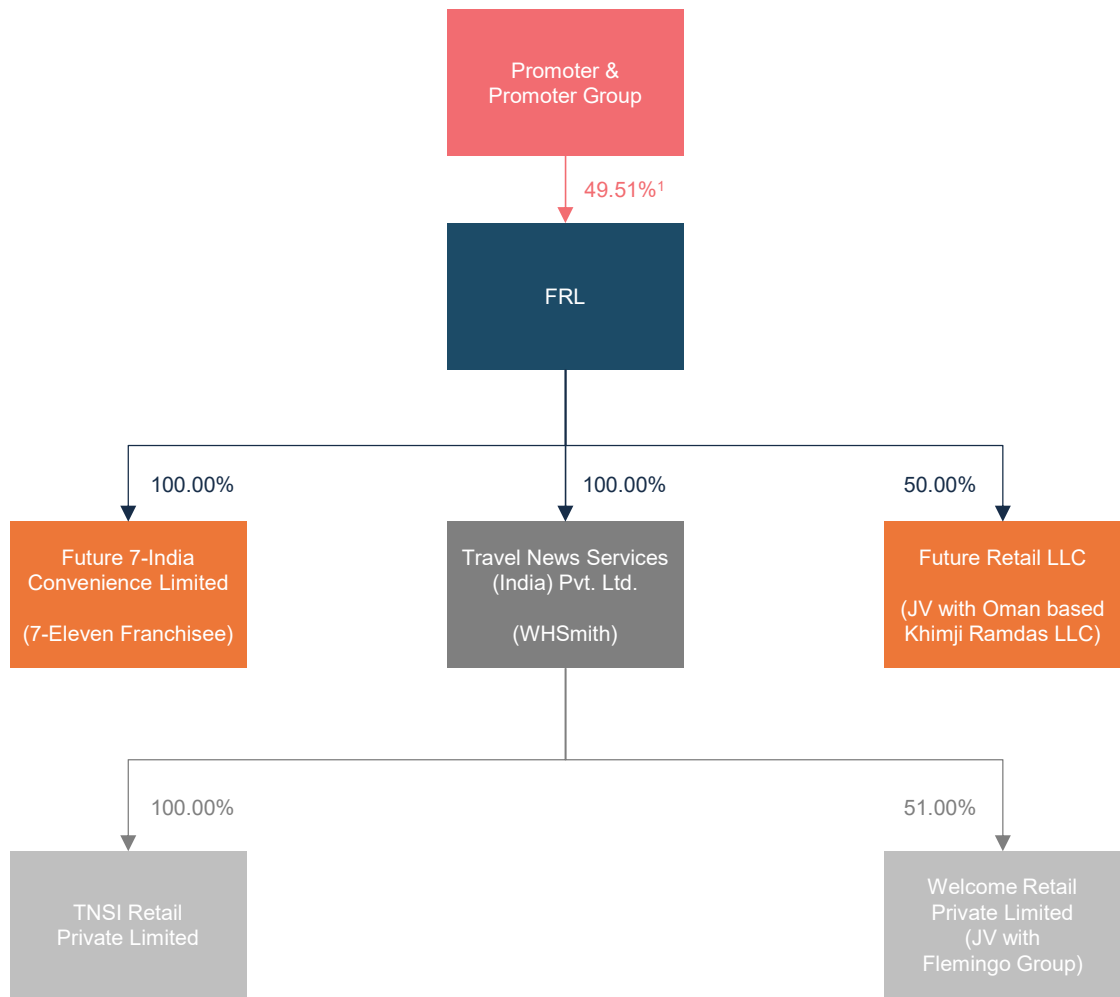 Promoter &
Promoter Group
49.51%¹
FRL
100.00%
100.00%
50.00%
Future 7-India
Convenience Limited
(7-Eleven Franchisee)
Travel News Services
(India) Pvt. Ltd.
(WHSmith)
Future Retail LLC
(JV with Oman based
Khimji Ramdas LLC)
100.00%
51.00%
TNSI Retail
Private Limited
Welcome Retail
Private Limited
(JV with
Flemingo Group)